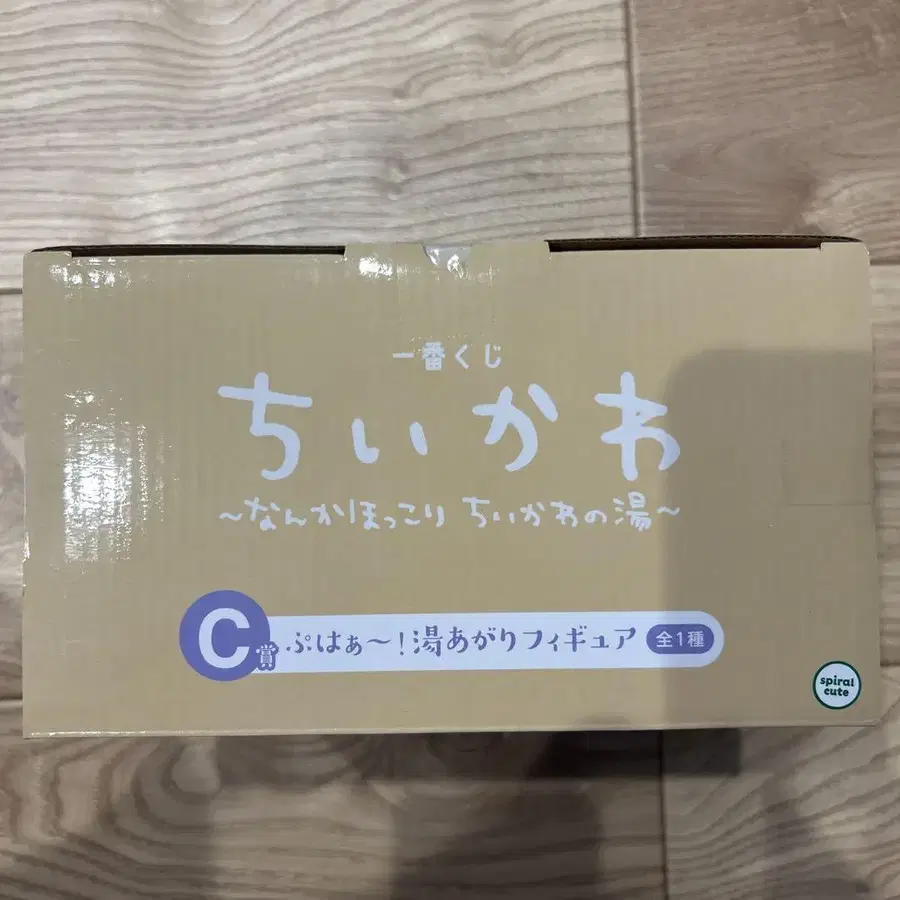 一番くじ
ちいかわ
～なんかほっこり ちいかわの湯～
C賞 ぷはぁ～！湯あがりフィギュア 全1種
spiral
cute